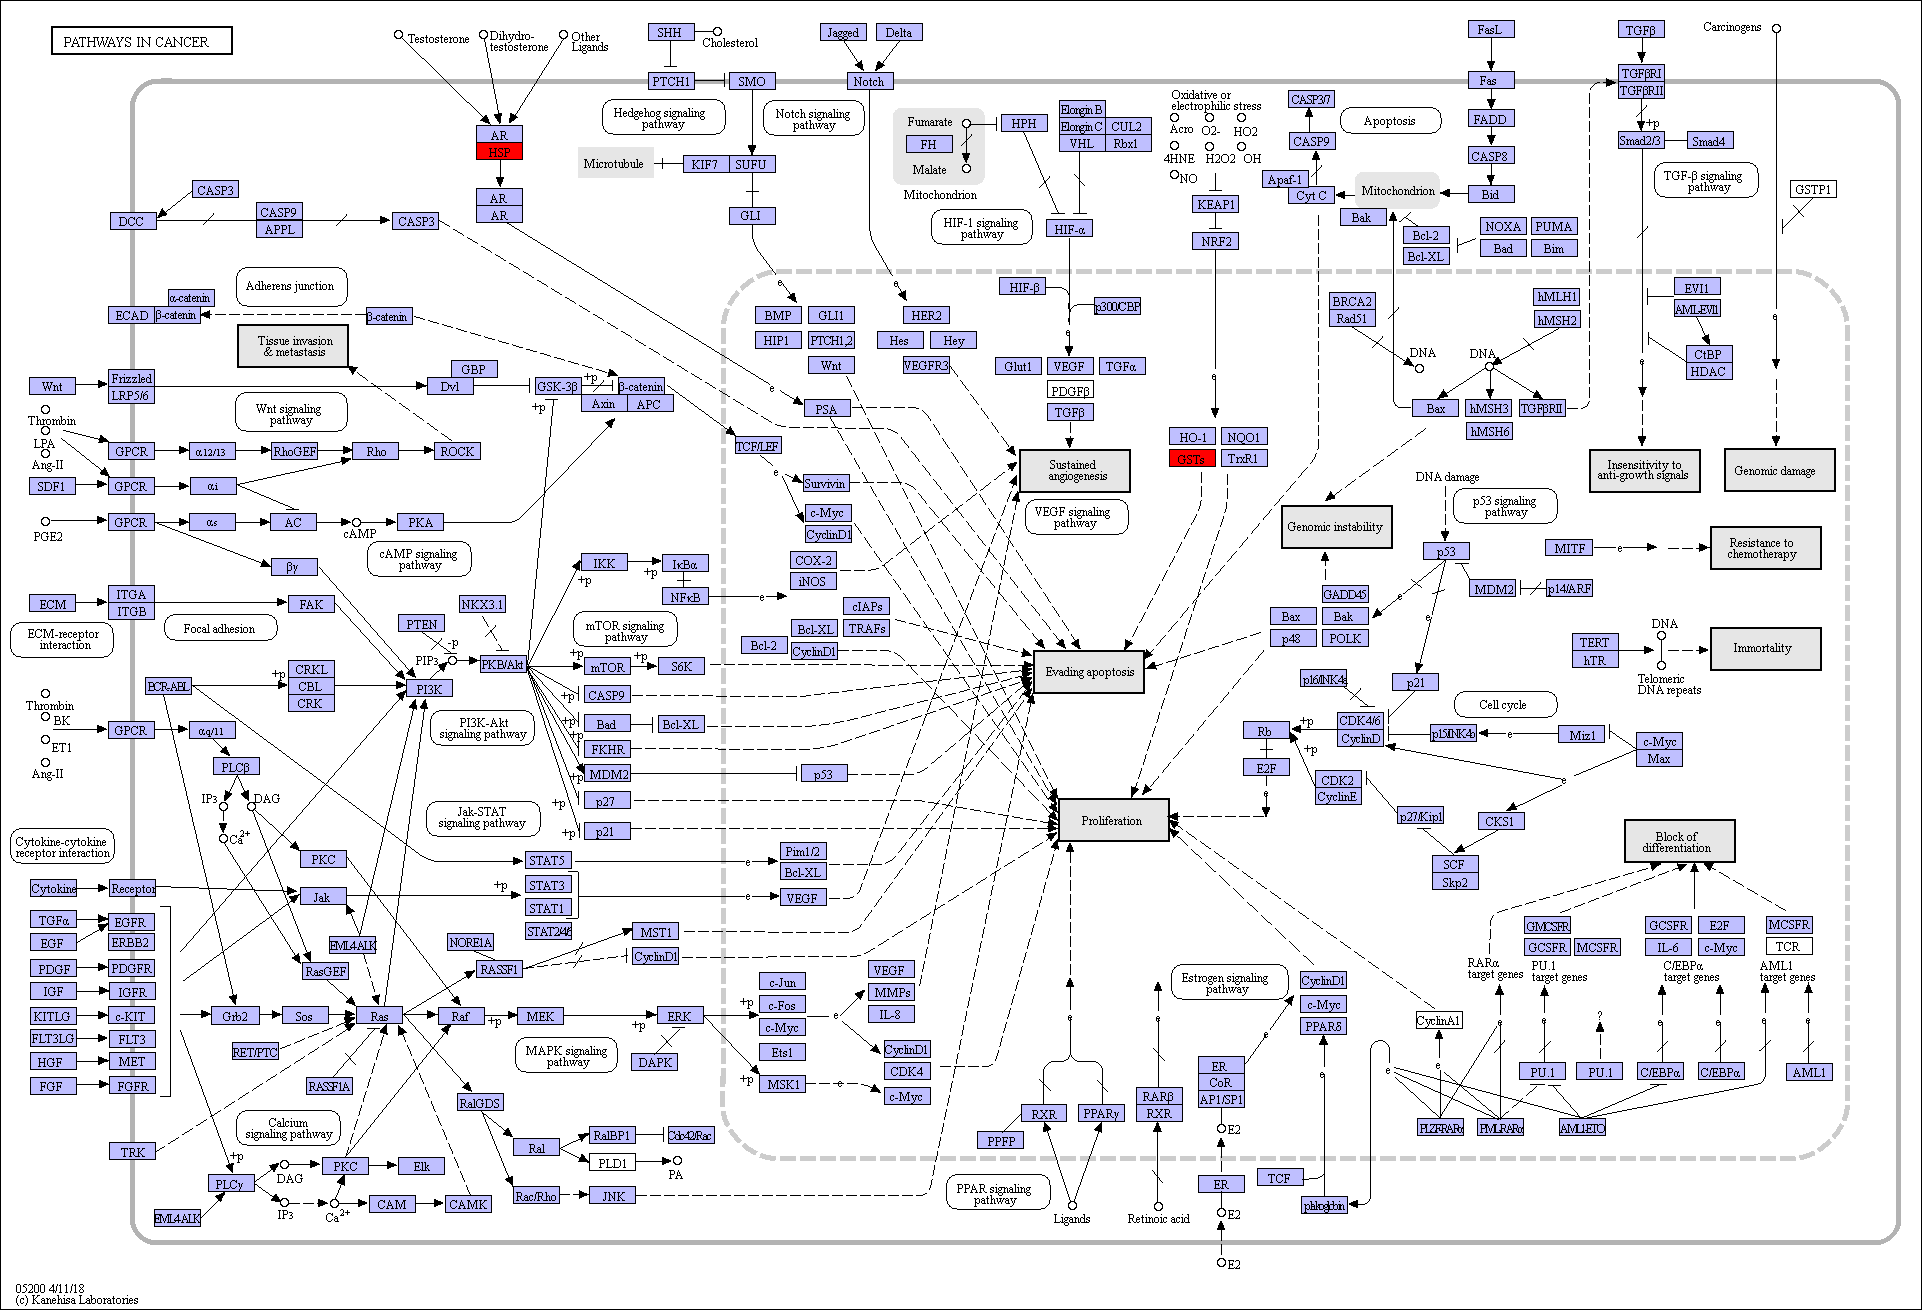 PATHWAYS IN CANCER
Testosterone
Dihydro-
testosterone
Other
Ligands
SHH
Cholesterol
PTCH1
SMO
Hedgehog signaling
pathway
Microtubule
KIF7
SUFU
GLI
Jagged
Delta
Notch
Notch signaling
pathway
AR
HSP
AR
AR
Fumarate
FH
Malate
Mitochondrion
HPH
Elongin B
Elongin C
CUL2
VHL
Rbx1
HIF-1 signaling
pathway
HIF-α
Oxidative or
electrophilic stress
Acro
O2-
HO2
4HNE
H2O2
OH
NO
KEAP1
NRF2
CASP3/7
CASP9
Apoptosis
Apaf-1
Cyt C
Mitochondrion
Bak
Bcl-2
Bcl-XL
FasL
Fas
FADD
CASP8
Bid
NOXA
PUMA
Bad
Bim
TGFβ
TGFβRI
TGFβRII
+p
Smad2/3
Smad4
TGF-β signaling
pathway
Carcinogens
GSTP1
CASP3
DCC
CASP9
APPL
CASP3
Adherens junction
α-catenin
ECAD
β-catenin
β-catenin
Tissue invasion
& metastasis
Wnt
Frizzled
LRP5/6
Dvl
GBP
GSK-3β
+p
+p
β-catenin
Axin
APC
Wnt signaling
pathway
Thrombin
LPA
Ang-II
GPCR
α12/13
RhoGEF
Rho
ROCK
SDF1
GPCR
αi
PGE2
GPCR
αs
AC
cAMP
PKA
cAMP signaling
pathway
βγ
TCF/LEF
ECM
ITGA
ITGB
FAK
ECM-receptor
interaction
Focal adhesion
PTEN
PIP3
-p
NKX3.1
PKB/Akt
PI3K
BCR-ABL
CRKL
CBL
CRK
+p
PI3K-Akt
signaling pathway
IKK
+p
+p
IκBα
NFκB
e
mTOR signaling
pathway
+p
mTOR
+p
S6K
+p
CASP9
+p
Bad
Bcl-XL
+p
FKHR
+p
MDM2
p53
+p
p27
+p
p21
Thrombin
BK
ET1
Ang-II
GPCR
αq/11
PLCβ
IP3
DAG
Ca2+
Jak-STAT
signaling pathway
Cytokine-cytokine
receptor interaction
PKC
Cytokine
Receptor
Jak
+p
STAT5
STAT3
STAT1
STAT2/4/6
e
e
Pim1/2
Bcl-XL
VEGF
TGFα
EGFR
EGF
ERBB2
PDGF
PDGFR
IGF
IGFR
KITLG
c-KIT
FLT3LG
FLT3
HGF
MET
FGF
FGFR
EML4-ALK
RasGEF
NORE1A
RASSF1
MST1
CyclinD1
Grb2
Sos
Ras
Raf
+p
MEK
+p
ERK
DAPK
+p
+p
RET/PTC
RASSF1A
MAPK signaling
pathway
c-Jun
c-Fos
c-Myc
Ets1
MSK1
e
e
VEGF
MMPs
IL-8
CyclinD1
CDK4
c-Myc
TRK
Calcium
signaling pathway
+p
PLCγ
EML4-ALK
DAG
IP3
PKC
Ca2+
Elk
CAM
CAMK
RalGDS
Ral
RalBP1
Cdc42/Rac
PLD1
PA
Rac/Rho
JNK
e
BMP
GLI1
HIP1
PTCH1,2
Wnt
e
HER2
Hes
Hey
VEGFR3
HIF-β
p300/CBP
e
Glut1
VEGF
TGFα
PDGFβ
TGFβ
e
PSA
Sustained
angiogenesis
VEGF signaling
pathway
e
HO-1
NQO1
GSTs
TrxR1
e
Survivin
c-Myc
CyclinD1
COX-2
iNOS
cIAPs
TRAFs
Bcl-XL
Bcl-2
CyclinD1
Evading apoptosis
Proliferation
BRCA2
Rad51
DNA
hMLH1
hMSH2
DNA
Bax
hMSH3
TGFβRII
hMSH6
EVI1
AML-EVI1
CtBP
HDAC
e
e
Insensitivity to
anti-growth signals
Genomic damage
DNA damage
Genomic instability
p53 signaling
pathway
p53
MITF
e
Resistance to
chemotherapy
MDM2
p14/ARF
GADD45
Bax
Bak
p48
POLK
e
e
p21
TERT
hTR
DNA
Telomeric
DNA repeats
Immortality
p16/INK4a
Cell cycle
Rb
+p
CDK4/6
CyclinD
p15/INK4b
e
Miz1
c-Myc
Max
E2F
e
+p
CDK2
CyclinE
e
p27/Kip1
CKS1
SCF
Skp2
Block of
differentiation
GM-CSFR
GCSFR
MCSFR
GCSFR
E2F
IL-6
c-Myc
MCSFR
TCR
RARα
target genes
PU.1
target genes
C/EBPα
target genes
AML1
target genes
Estrogen signaling
pathway
CyclinD1
c-Myc
PPARδ
CyclinA1
e
e
e
e
?
e
e
e
e
PU.1
PU.1
C/EBPα
C/EBPα
AML1
e
e
e
e
PLZF-RARα
PML-RARα
AML1-ETO
ER
CoR
AP1/SP1
E2
ER
E2
E2
RXR
PPARγ
PPFP
RARβ
RXR
PPAR signaling
pathway
Ligands
Retinoic acid
TCF
plakoglobin
05200 4/11/18
(c) Kanehisa Laboratories